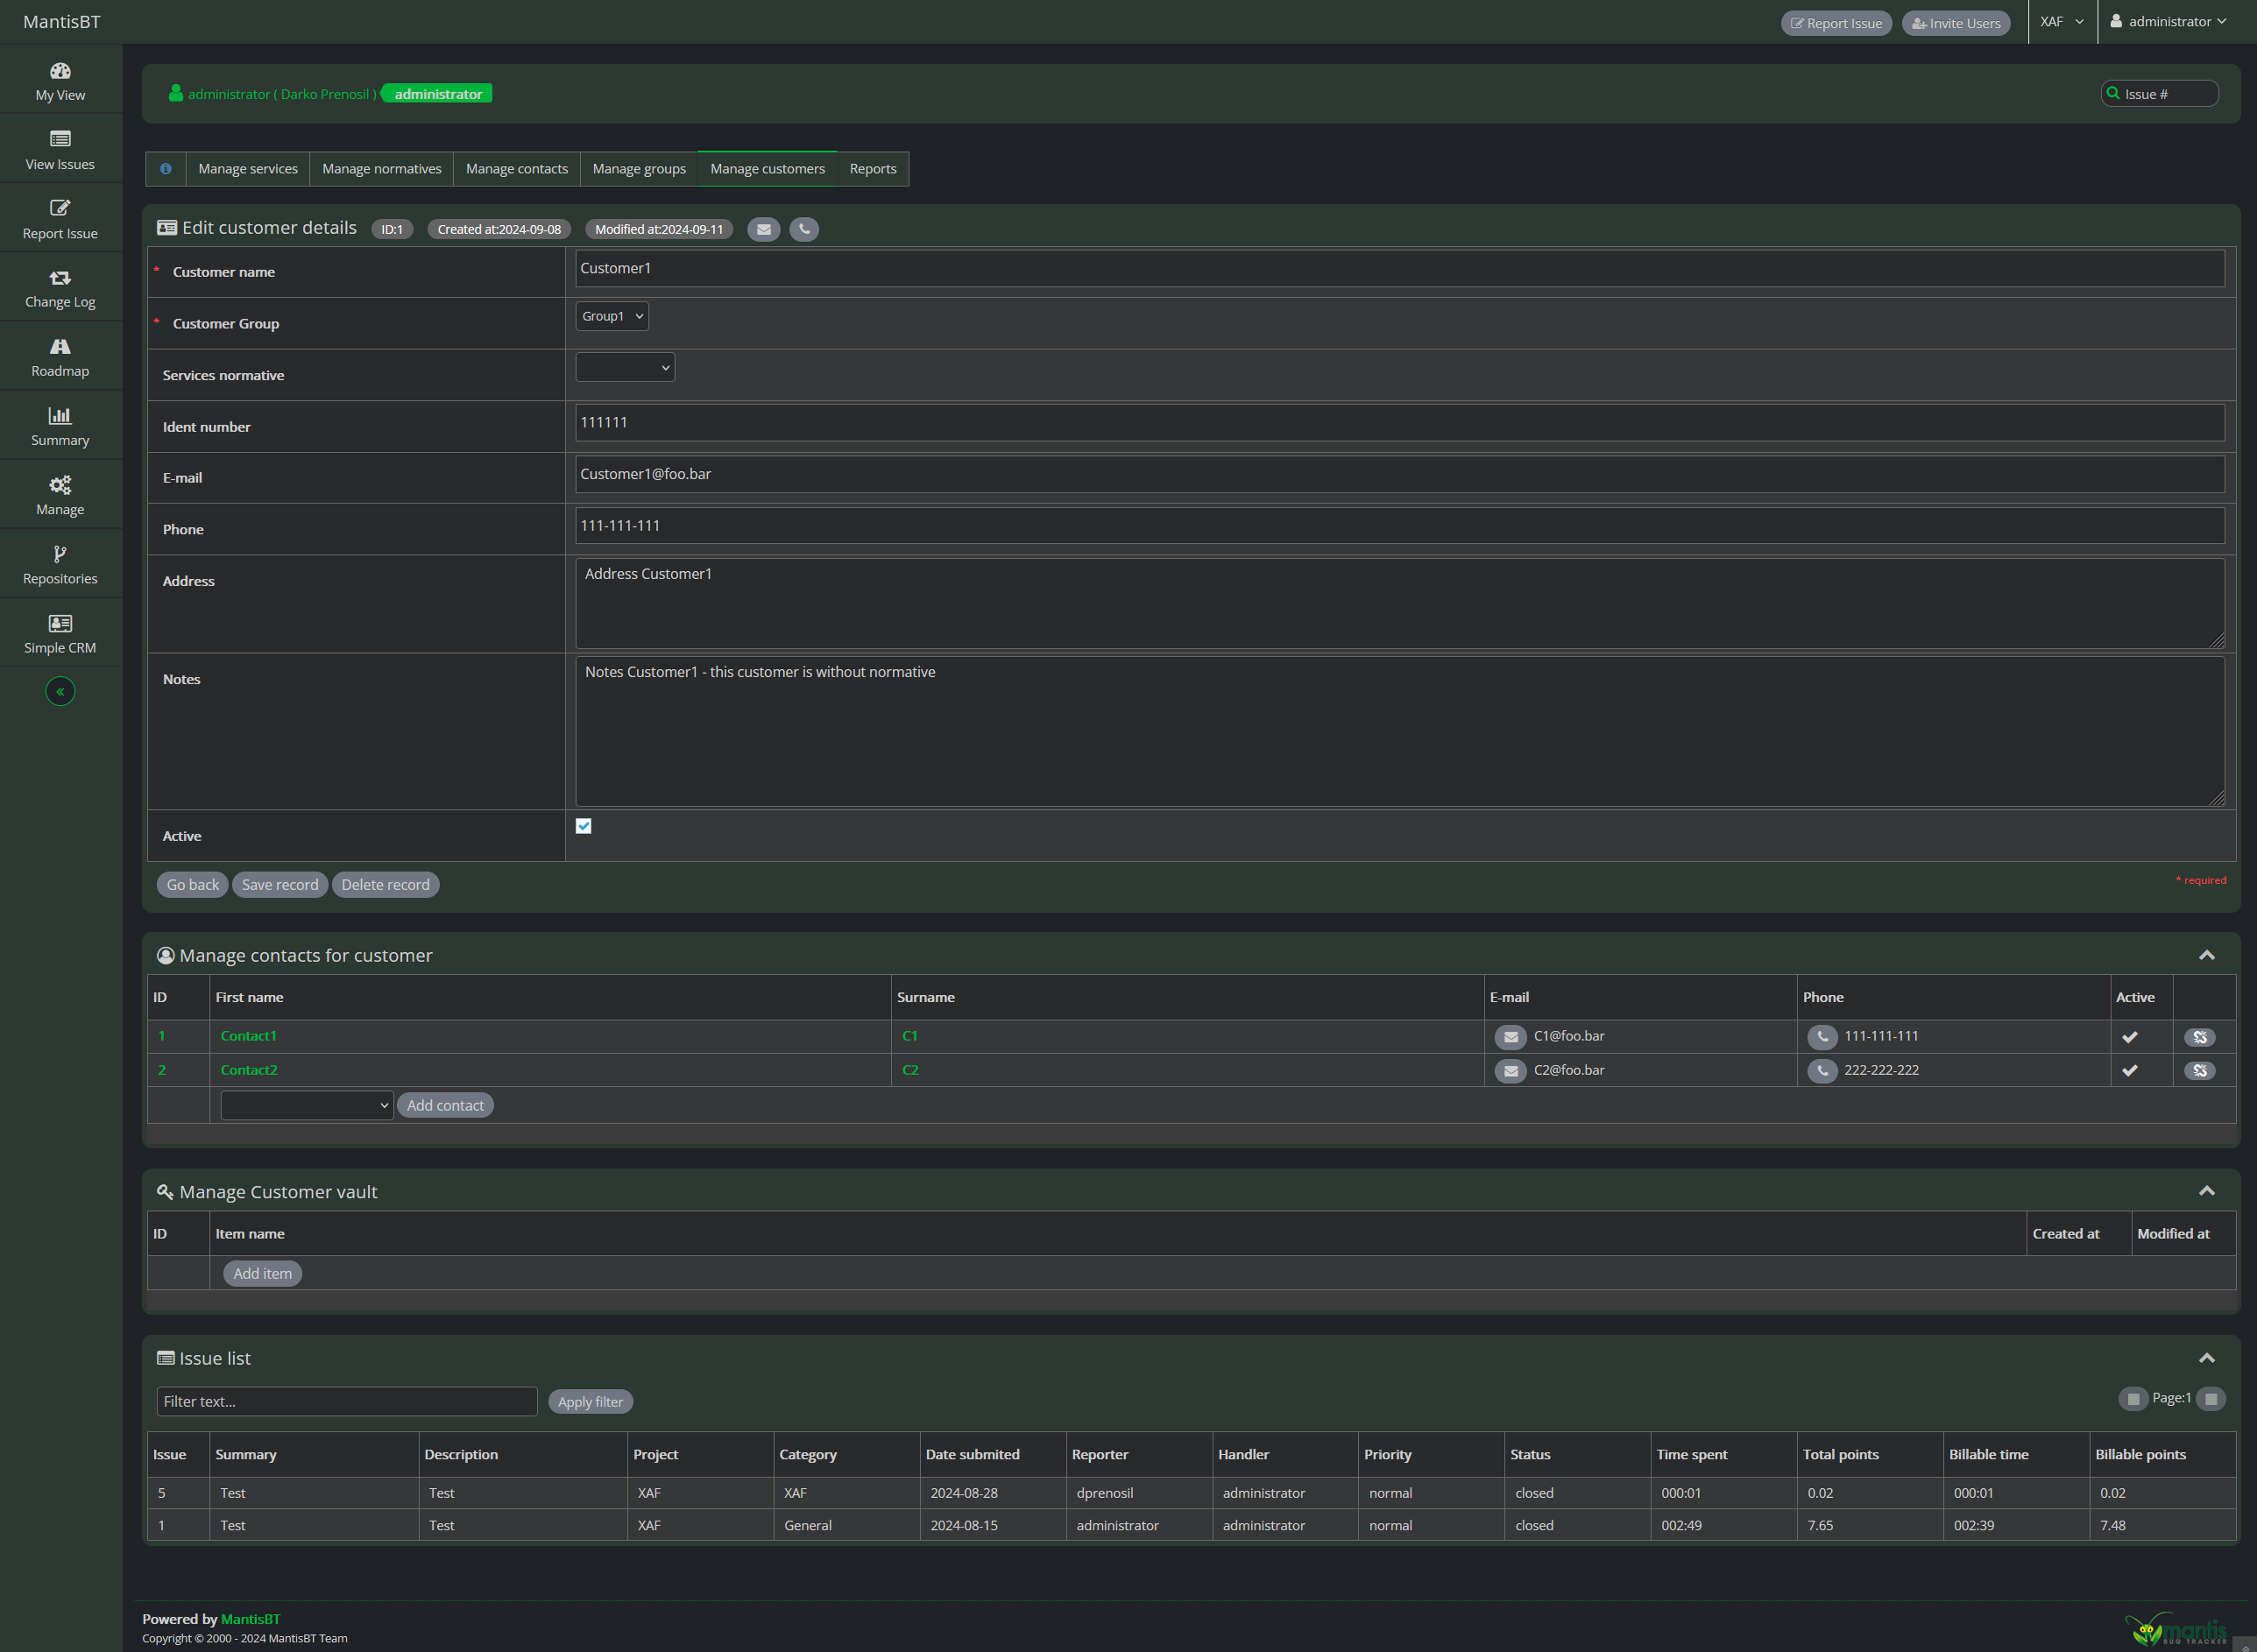 MantisBT
Report Issue Invite Users XAF administrator
My View
View Issues
Report Issue
Change Log
Roadmap
Summary
Manage
Repositories
Simple CRM
administrator ( Darko Prenosil ) administrator Issue #
Manage services Manage normatives Manage contacts Manage groups Manage customers Reports
Edit customer details ID:1 Created at:2024-09-08 Modified at:2024-09-11
* Customer name Customer1
* Customer Group Group1
Services normative
Ident number 111111
E-mail Customer1@foo.bar
Phone 111-111-111
Address Address Customer1
Notes Notes Customer1 - this customer is without normative
Active
Go back Save record Delete record * required
Manage contacts for customer
ID First name Surname E-mail Phone Active
1 Contact1 C1 C1@foo.bar 111-111-111
2 Contact2 C2 C2@foo.bar 222-222-222
Add contact
Manage Customer vault
ID Item name Created at Modified at
Add item
Issue list
Filter text... Apply filter Page:1
Issue Summary Description Project Category Date submited Reporter Handler Priority Status Time spent Total points Billable time Billable points
5 Test Test XAF XAF 2024-08-28 dprenosil administrator normal closed 000:01 0.02 000:01 0.02
1 Test Test XAF General 2024-08-15 administrator administrator normal closed 002:49 7.65 002:39 7.48
Powered by MantisBT
Copyright © 2000 - 2024 MantisBT Team
mantis
BUG TRACKER